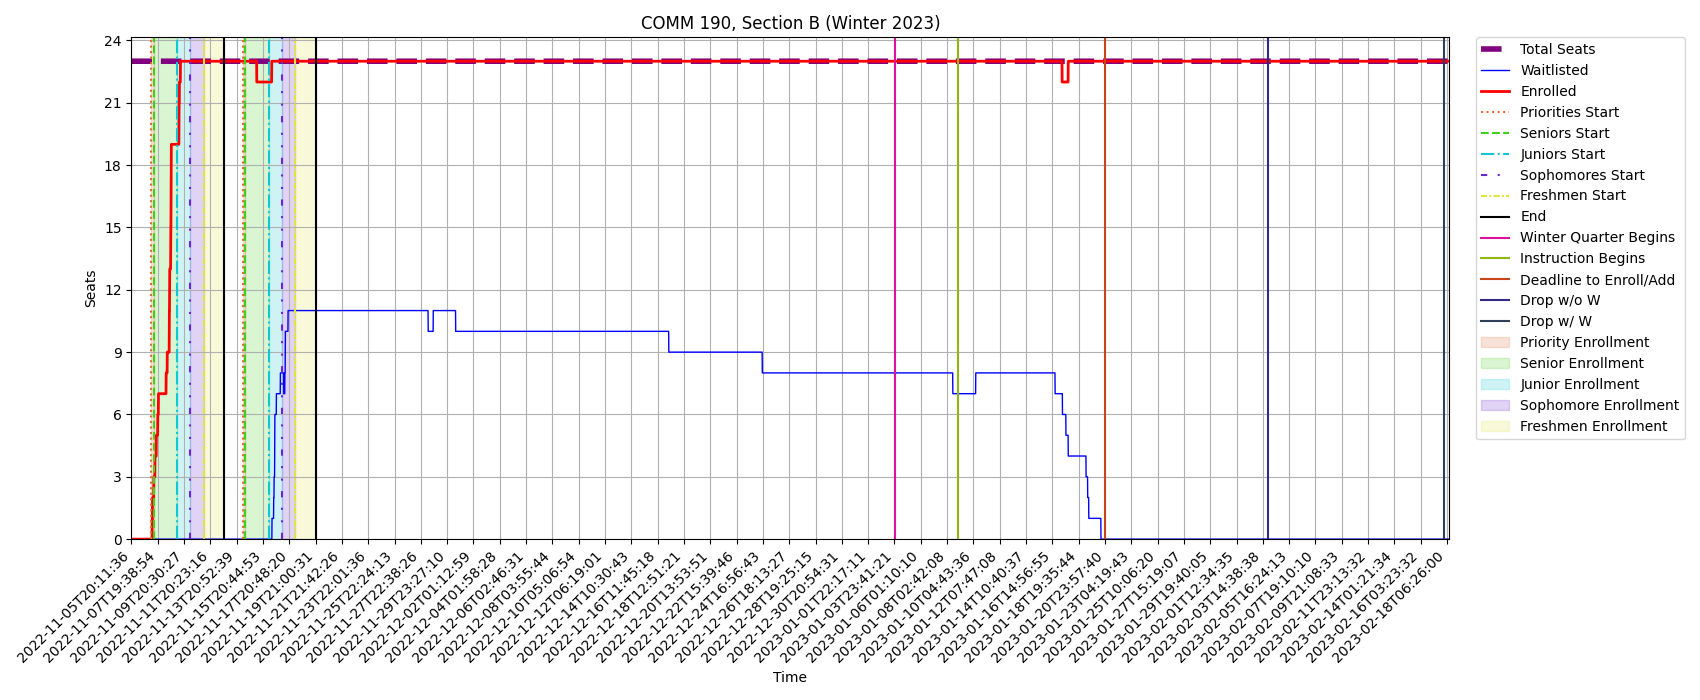 COMM 190, Section B (Winter 2023)
Seats
24
21
18
15
12
9
6
3
0
2022-11-05T20:11:36
2022-11-07T19:38:54
2022-11-09T20:30:27
2022-11-11T20:23:16
2022-11-13T20:52:39
2022-11-15T20:44:53
2022-11-17T20:48:20
2022-11-19T21:00:31
2022-11-21T21:42:26
2022-11-23T22:01:36
2022-11-25T22:24:13
2022-11-27T22:38:26
2022-11-29T23:27:10
2022-12-02T01:12:59
2022-12-04T01:58:28
2022-12-06T02:46:31
2022-12-08T03:55:44
2022-12-10T05:06:54
2022-12-12T06:19:01
2022-12-14T10:30:43
2022-12-16T11:45:18
2022-12-18T12:51:21
2022-12-20T13:53:51
2022-12-22T15:39:46
2022-12-24T16:56:43
2022-12-26T18:13:27
2022-12-28T19:25:15
2022-12-30T20:54:31
2023-01-01T22:17:11
2023-01-03T23:41:21
2023-01-06T01:10:10
2023-01-08T02:42:08
2023-01-10T04:43:36
2023-01-12T07:47:08
2023-01-14T11:40:37
2023-01-16T14:56:55
2023-01-18T19:35:44
2023-01-20T23:57:40
2023-01-23T04:19:43
2023-01-25T10:06:20
2023-01-27T15:19:07
2023-01-29T19:40:05
2023-02-01T12:34:35
2023-02-03T14:38:38
2023-02-05T16:24:13
2023-02-07T19:10:10
2023-02-09T21:08:33
2023-02-11T23:13:32
2023-02-14T01:21:34
2023-02-16T03:23:32
2023-02-18T06:26:00
Time
Total Seats
Waitlisted
Enrolled
Priorities Start
Seniors Start
Juniors Start
Sophomores Start
Freshmen Start
End
Winter Quarter Begins
Instruction Begins
Deadline to Enroll/Add
Drop w/o W
Drop w/ W
Priority Enrollment
Senior Enrollment
Junior Enrollment
Sophomore Enrollment
Freshmen Enrollment